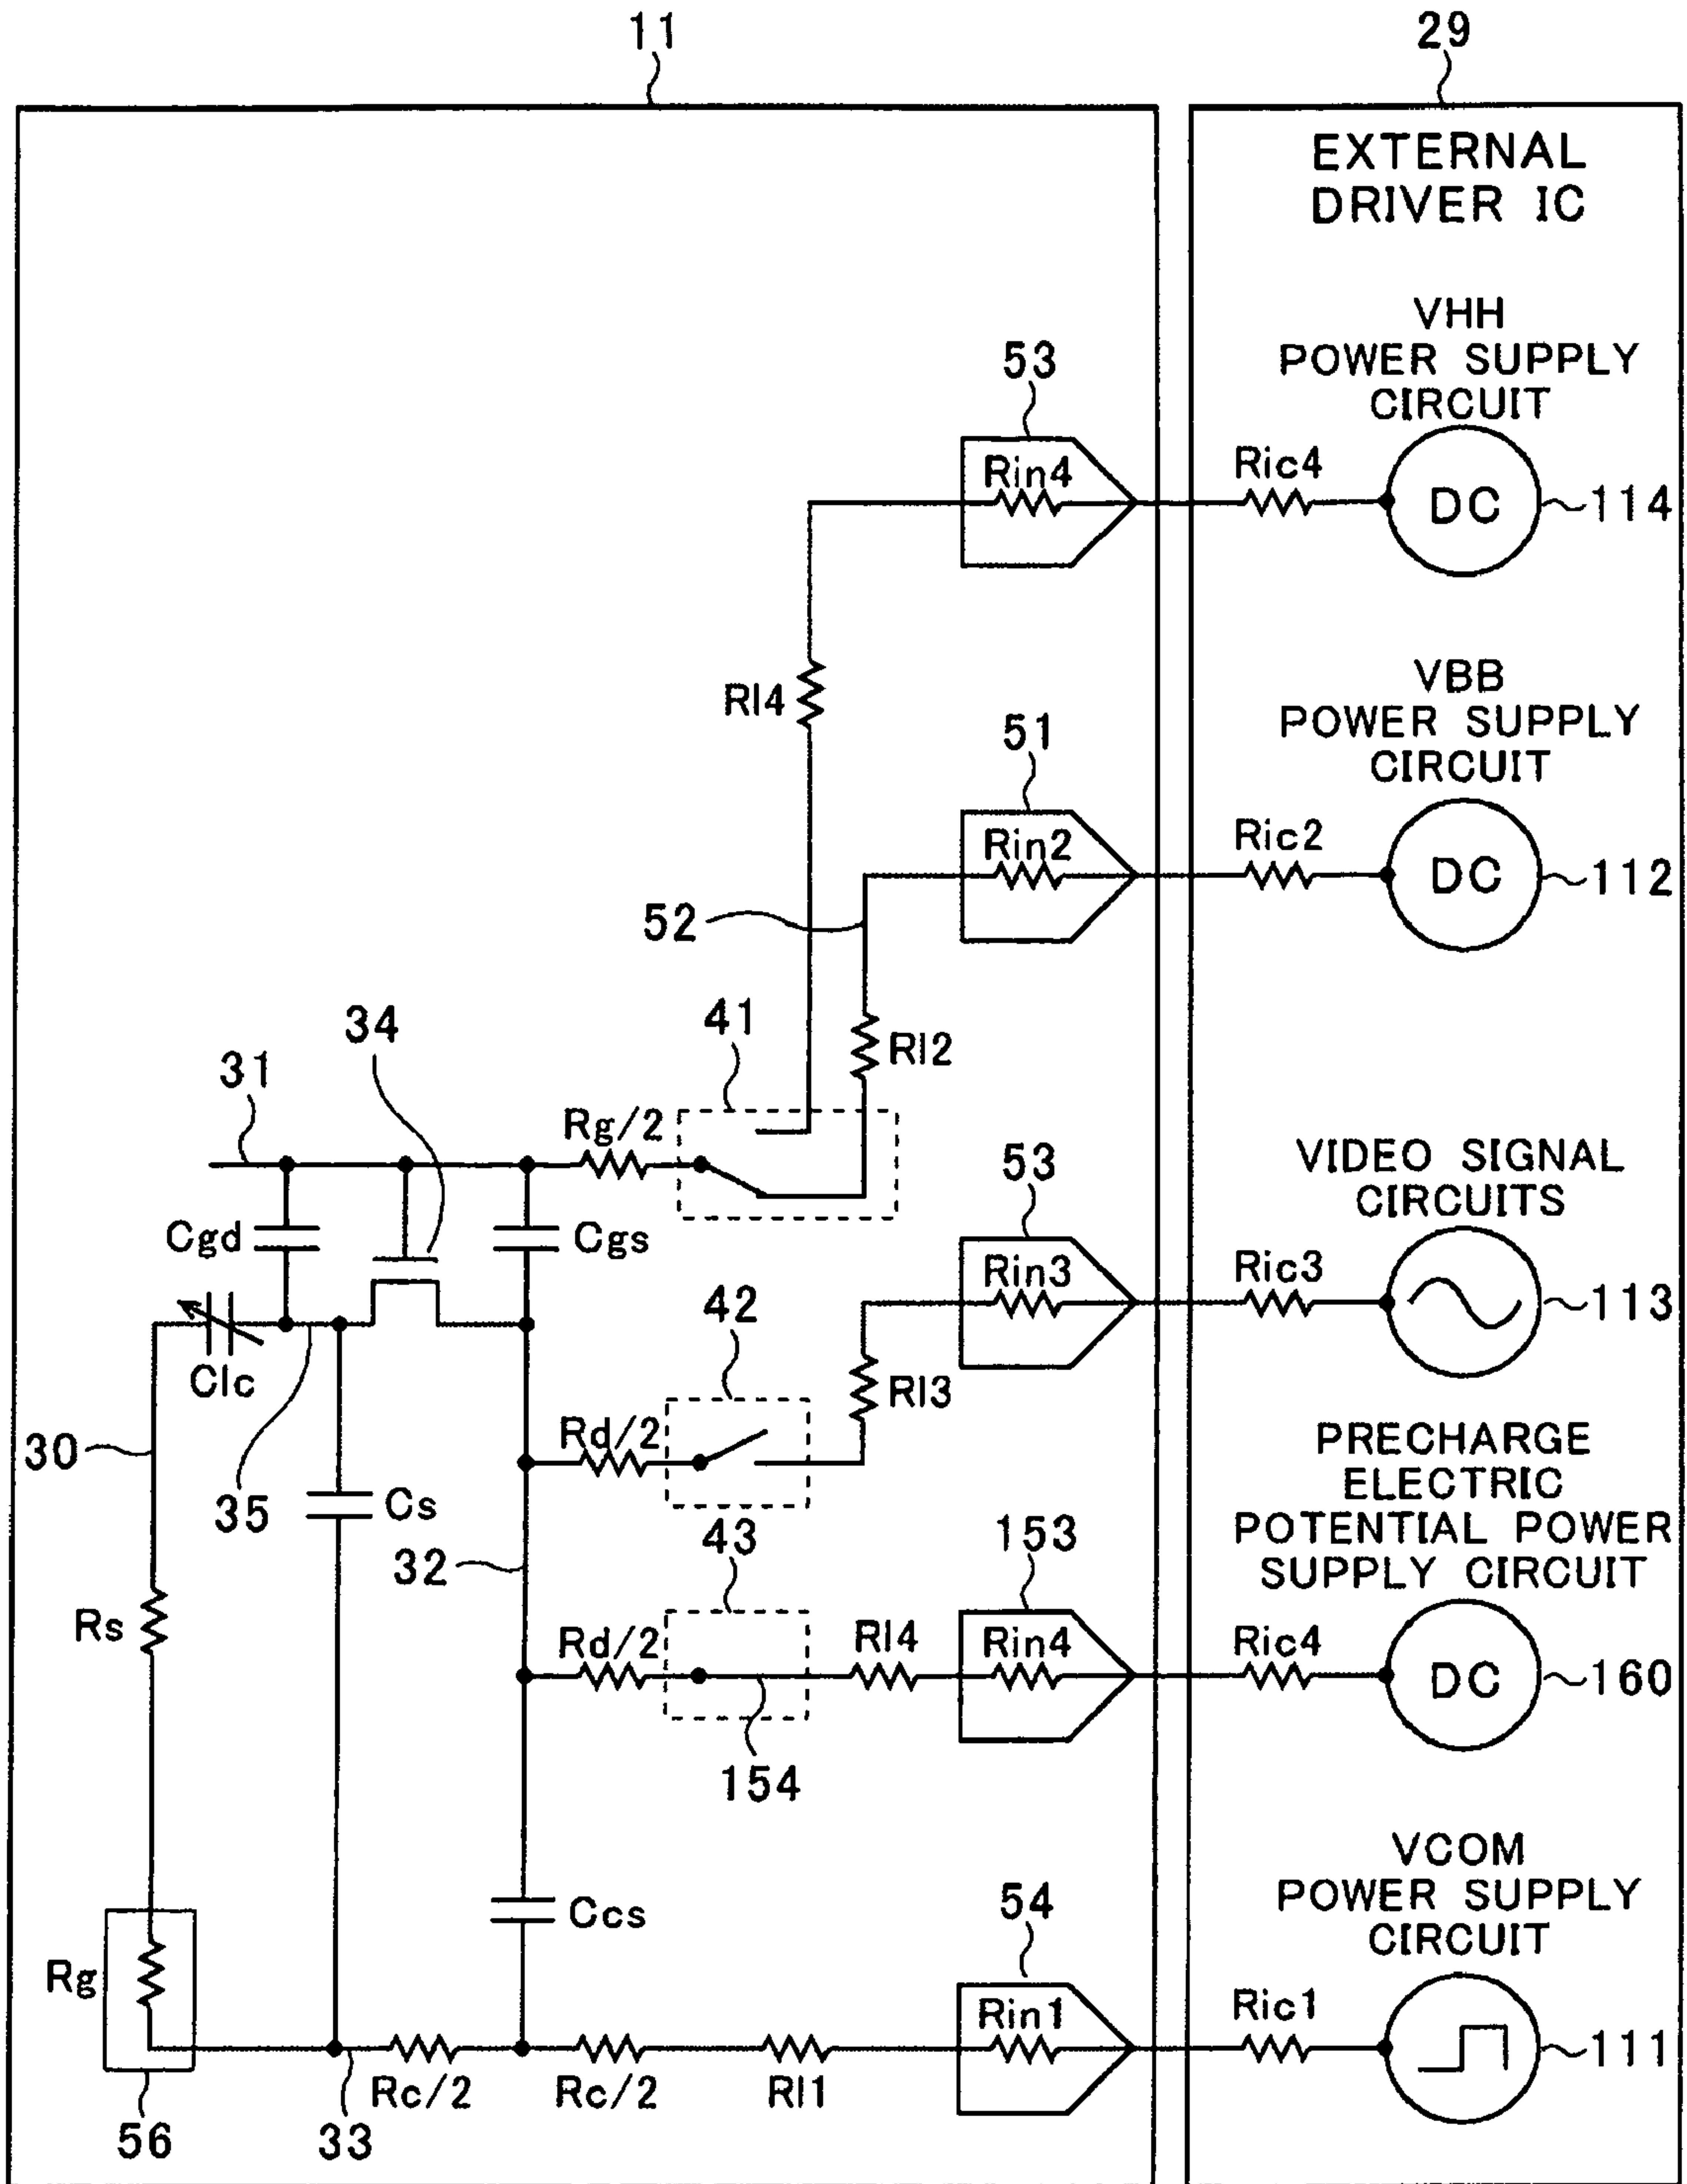 11
29
EXTERNAL
DRIVER IC
VHH
POWER SUPPLY
CIRCUIT
53
Rin4
Ric4
DC
114
Rl4
VBB
POWER SUPPLY
CIRCUIT
51
Rin2
Ric2
DC
112
52
34
41
Rl2
31
Rg/2
VIDEO SIGNAL
CIRCUITS
53
Cgd
Cgs
Rin3
Ric3
113
42
Clc
Rl3
30
Rd/2
35
Cs
PRECHARGE
ELECTRIC
POTENTIAL POWER
SUPPLY CIRCUIT
43
153
32
Rs
Rd/2
Rl4
Rin4
Ric4
DC
160
154
VCOM
POWER SUPPLY
CIRCUIT
54
Ccs
Rg
Rin1
Ric1
111
Rc/2
Rc/2
Rl1
56
33